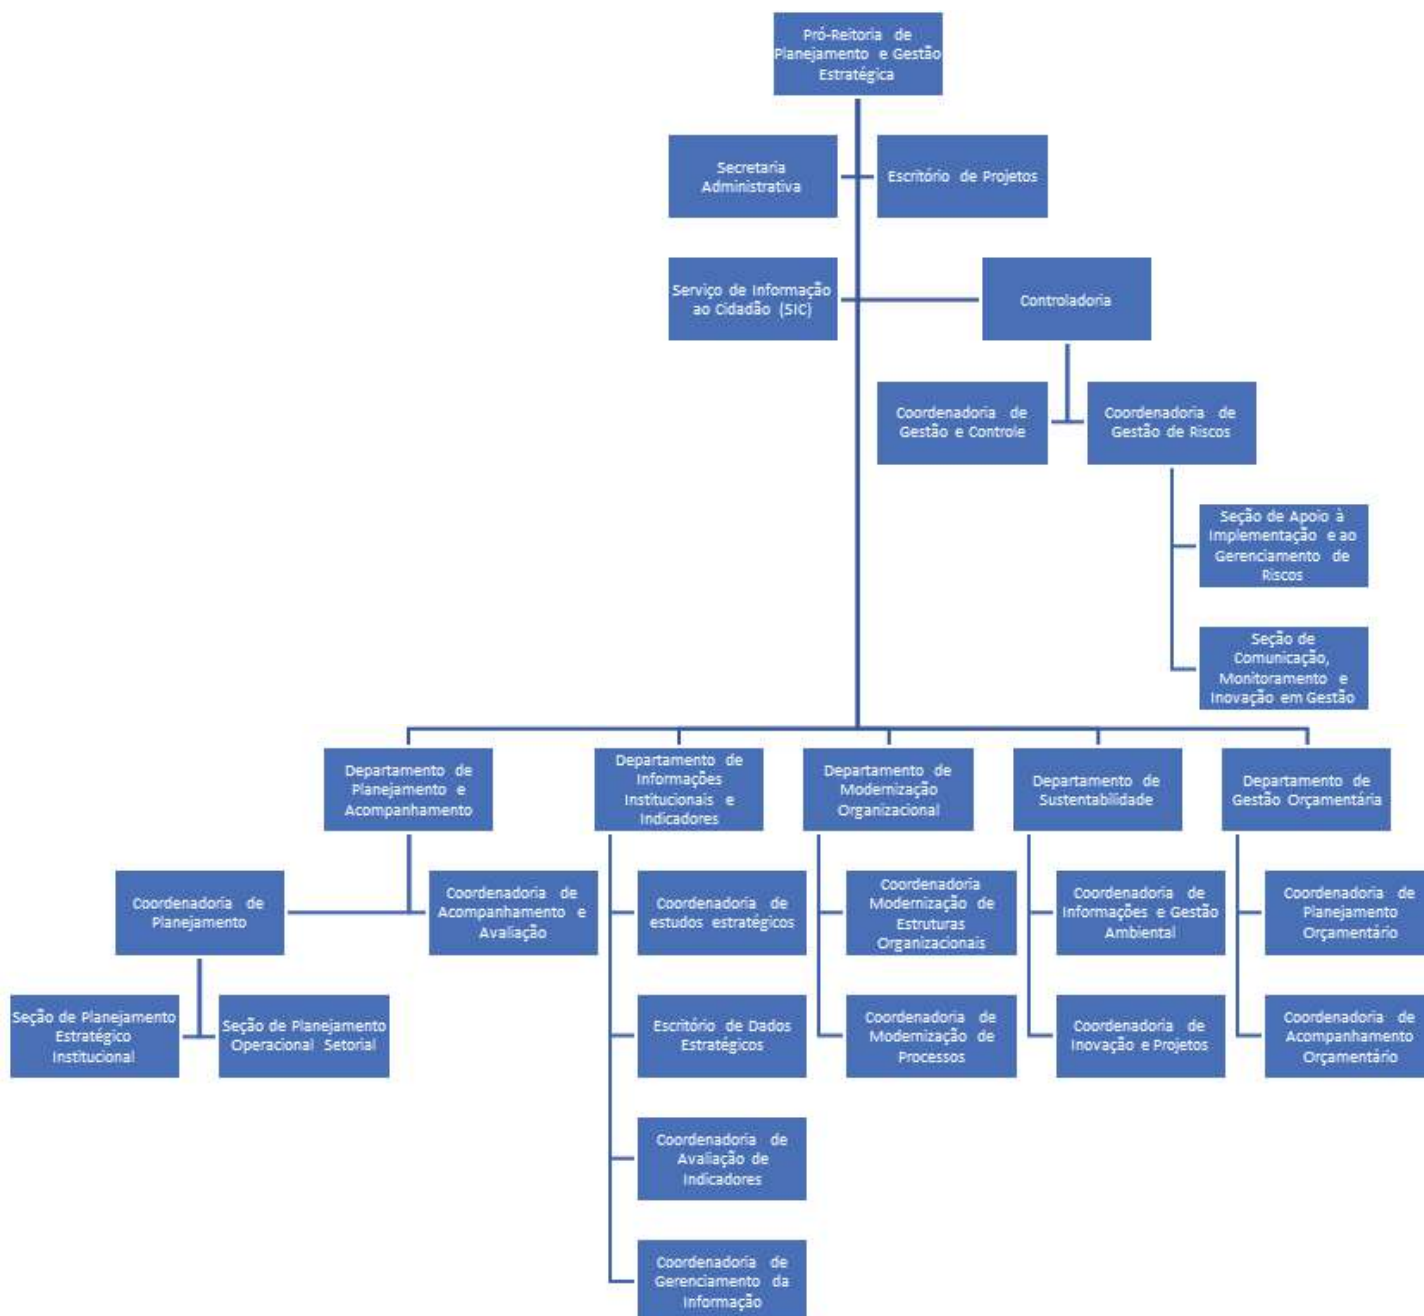 Pró-Reitoria de
Planejamento e Gestão
Estratégica
Secretaria
Administrativa
Escritório de Projetos
Serviço de Informação
ao Cidadão (SIC)
Controladoria
Coordenadoria de
Gestão e Controle
Coordenadoria de
Gestão de Riscos
Seção de Apoio à
Implementação e ao
Gerenciamento de
Riscos
Seção de
Comunicação,
Monitoramento e
Inovação em Gestão
Departamento de
Planejamento e
Acompanhamento
Departamento de
Informações
Institucionais e
Indicadores
Departamento de
Modernização
Organizacional
Departamento de
Sustentabilidade
Departamento de
Gestão Orçamentária
Coordenadoria de
Planejamento
Coordenadoria de
Acompanhamento e
Avaliação
Coordenadoria de
estudos estratégicos
Coordenadoria
Modernização de
Estruturas
Organizacionais
Coordenadoria de
Informações e Gestão
Ambiental
Coordenadoria de
Planejamento
Orçamentário
Seção de Planejamento
Estratégico
Institucional
Seção de Planejamento
Operacional Setorial
Escritório de Dados
Estratégicos
Coordenadoria de
Modernização de
Processos
Coordenadoria de
Inovação e Projetos
Coordenadoria de
Acompanhamento
Orçamentário
Coordenadoria de
Avaliação de
Indicadores
Coordenadoria de
Gerenciamento da
Informação